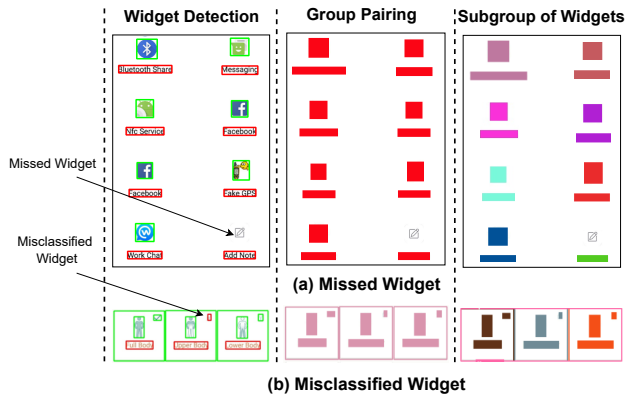 Widget Detection
Group Pairing
Subgroup of Widgets
Bluetooth Share
Messaging
Nfc Service
Facebook
Missed Widget
Facebook
Fake GPS
Misclassified
Widget
Work Chat
Add Note
(a) Missed Widget
Full Body
Upper Body
Lower Body
(b) Misclassified Widget